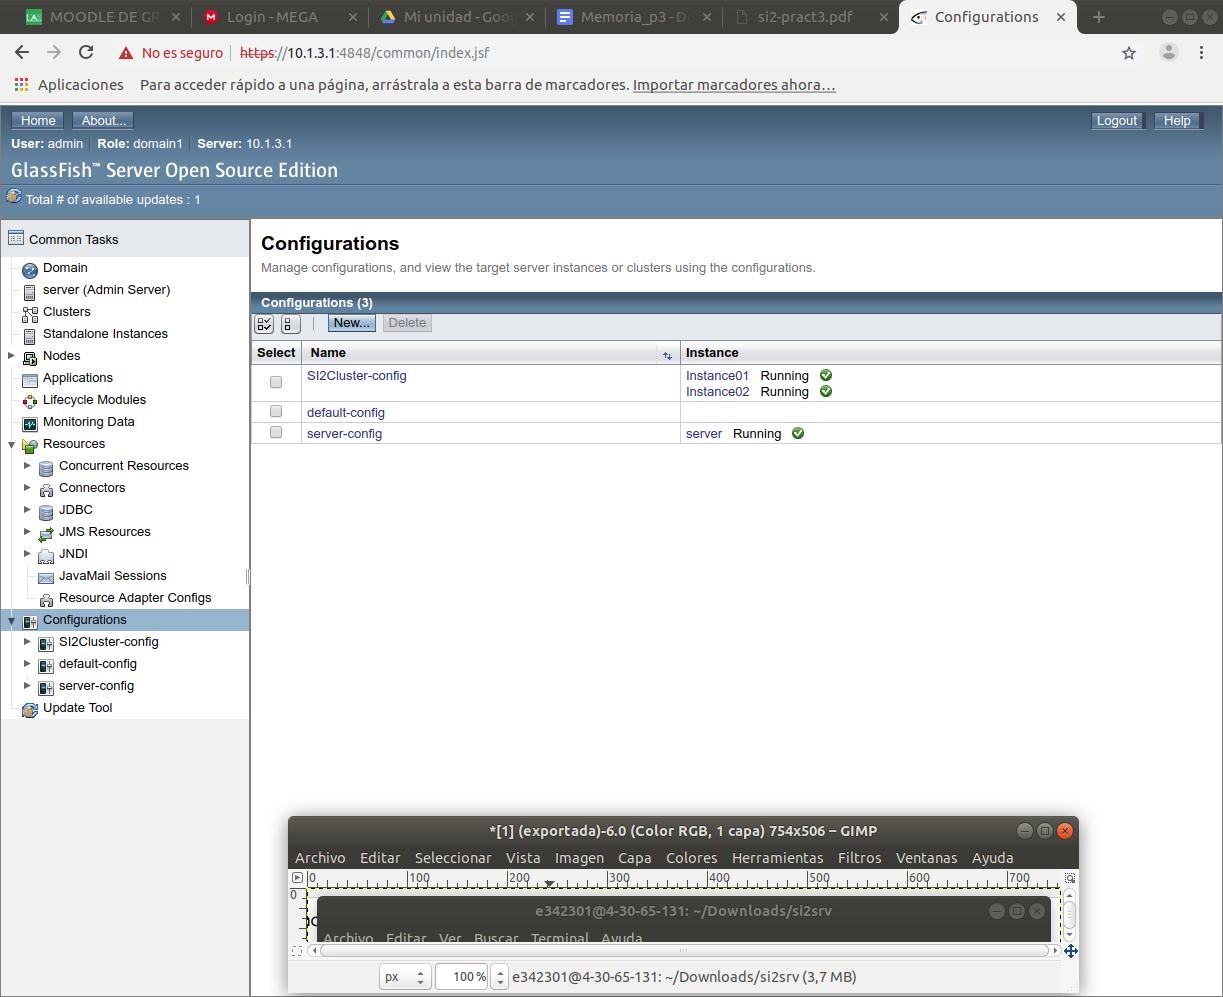 MOODLE DE GR
Login - MEGA
Mi unidad - Goog
Memoria_p3 - Do
si2-pract3.pdf
Configurations
No es seguro
https://10.1.3.1:4848/common/index.jsf
Aplicaciones
Para acceder rápido a una página, arrástrala a esta barra de marcadores. Importar marcadores ahora…
Home About... Logout Help
User: admin Role: domain1 Server: 10.1.3.1
GlassFish™ Server Open Source Edition
Total # of available updates : 1
Common Tasks
Domain
server (Admin Server)
Clusters
Standalone Instances
Nodes
Applications
Lifecycle Modules
Monitoring Data
Resources
Concurrent Resources
Connectors
JDBC
JMS Resources
JNDI
JavaMail Sessions
Resource Adapter Configs
Configurations
SI2Cluster-config
default-config
server-config
Update Tool
Configurations
Manage configurations, and view the target server instances or clusters using the configurations.
Configurations (3)
New... Delete
Select Name Instance
SI2Cluster-config Instance01 Running
Instance02 Running
default-config
server-config server Running
*[1] (exportada)-6.0 (Color RGB, 1 capa) 754x506 – GIMP
Archivo Editar Seleccionar Vista Imagen Capa Colores Herramientas Filtros Ventanas Ayuda
0 100 200 300 400 500 600 700
0
e342301@4-30-65-131: ~/Downloads/si2srv
Archivo Editar Ver Buscar Terminal Ayuda
px 100 % e342301@4-30-65-131: ~/Downloads/si2srv (3,7 MB)